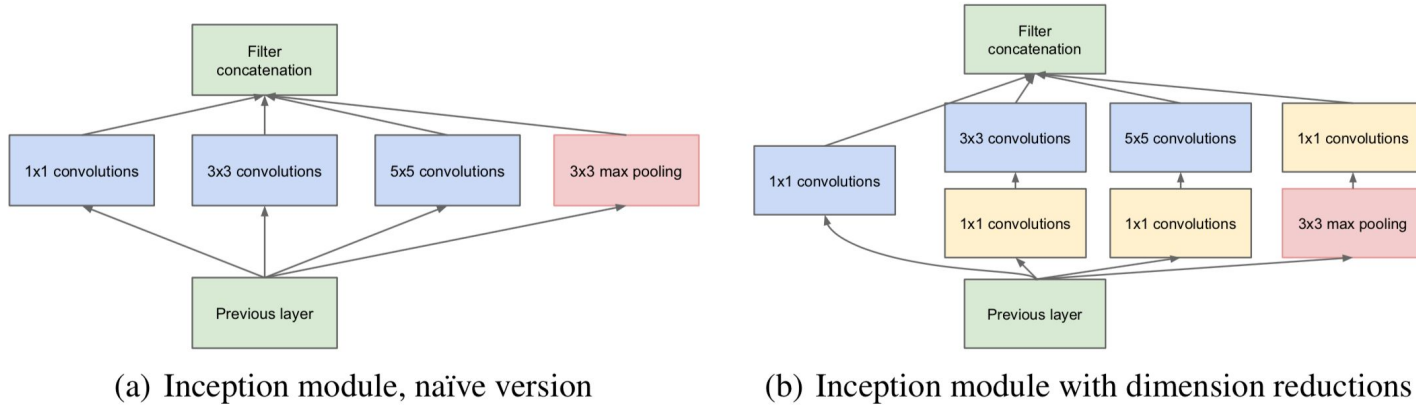 Filter
concatenation
1x1 convolutions
3x3 convolutions
5x5 convolutions
3x3 max pooling
Previous layer
(a) Inception module, naïve version
Filter
concatenation
3x3 convolutions
5x5 convolutions
1x1 convolutions
1x1 convolutions
1x1 convolutions
1x1 convolutions
3x3 max pooling
Previous layer
(b) Inception module with dimension reductions